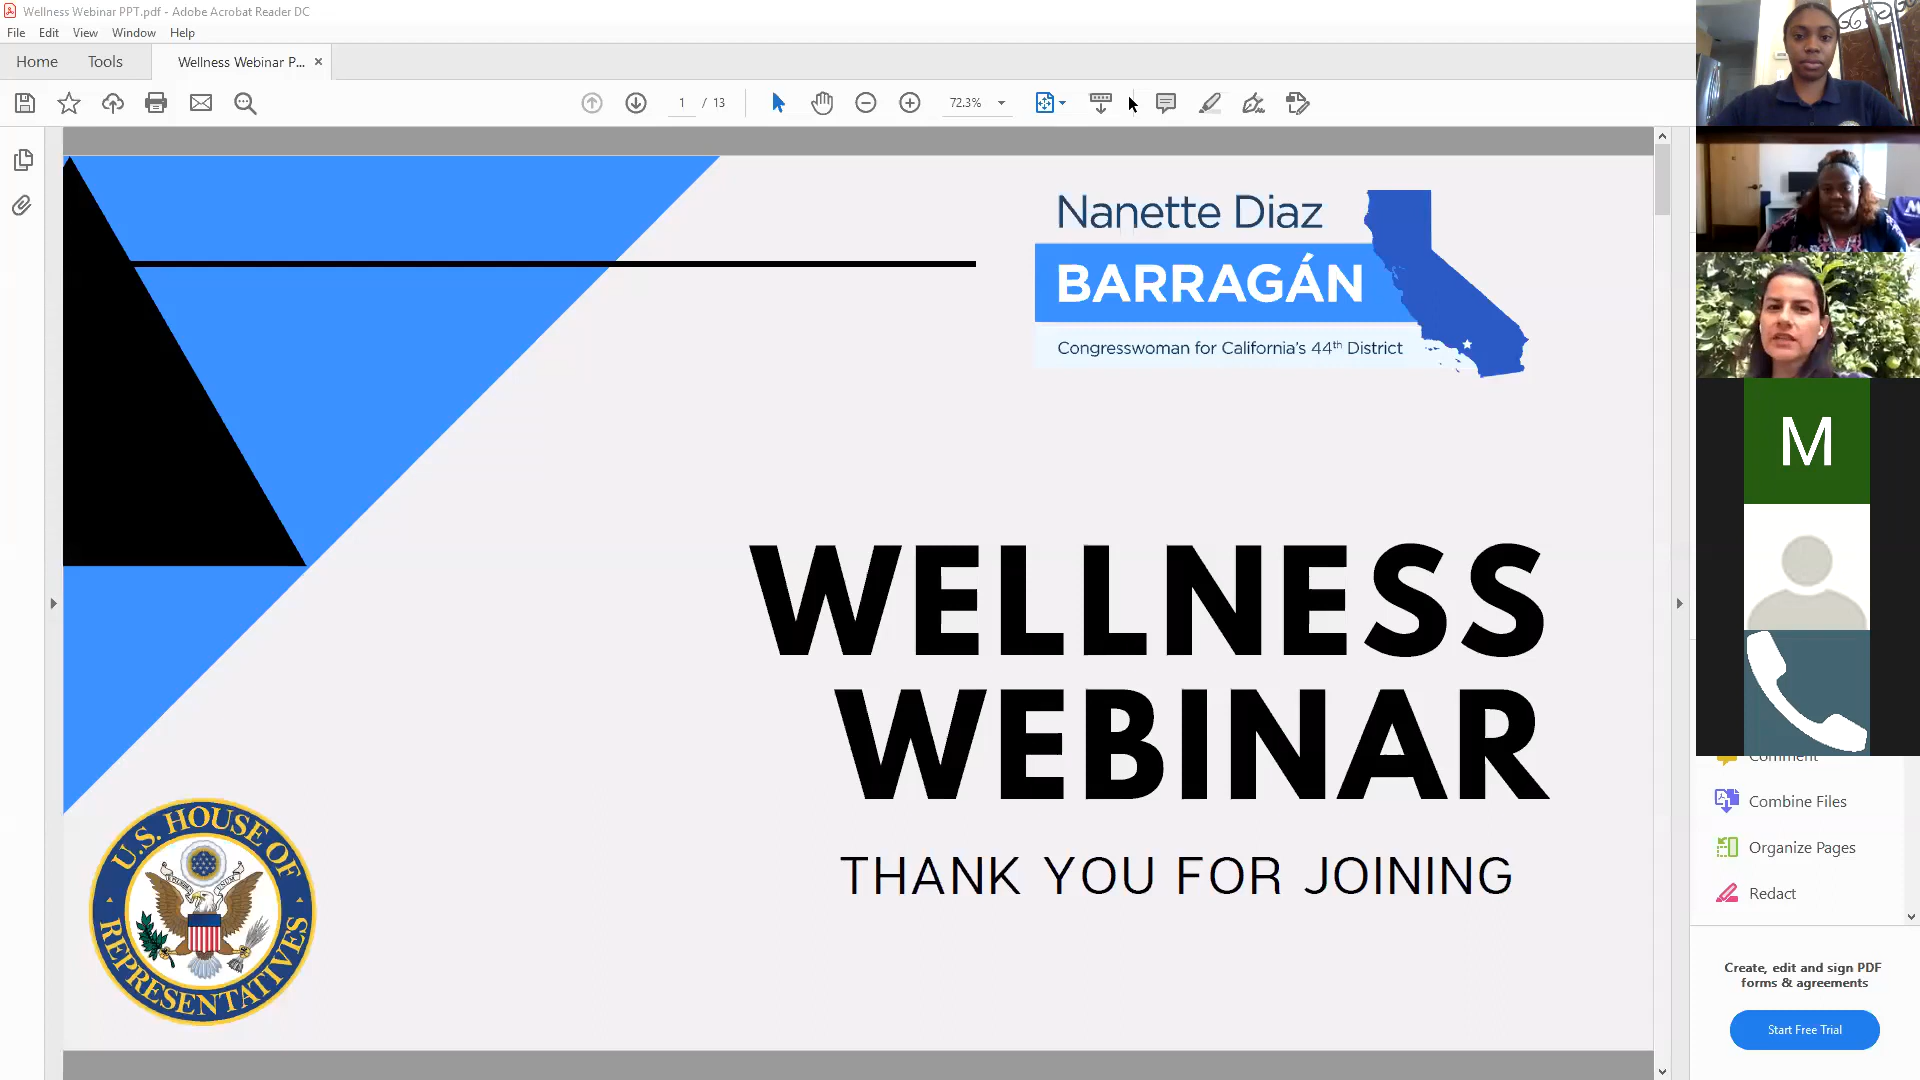 Wellness Webinar PPT.pdf - Adobe Acrobat Reader DC
File Edit View Window Help
Home Tools Wellness Webinar P... ×
1 / 13 72.3%
Nanette Diaz
BARRAGÁN
Congresswoman for California's 44th District
WELLNESS
WEBINAR
THANK YOU FOR JOINING
U.S. HOUSE OF
REPRESENTATIVES
M
Comment
Combine Files
Organize Pages
Redact
Create, edit and sign PDF
forms & agreements
Start Free Trial